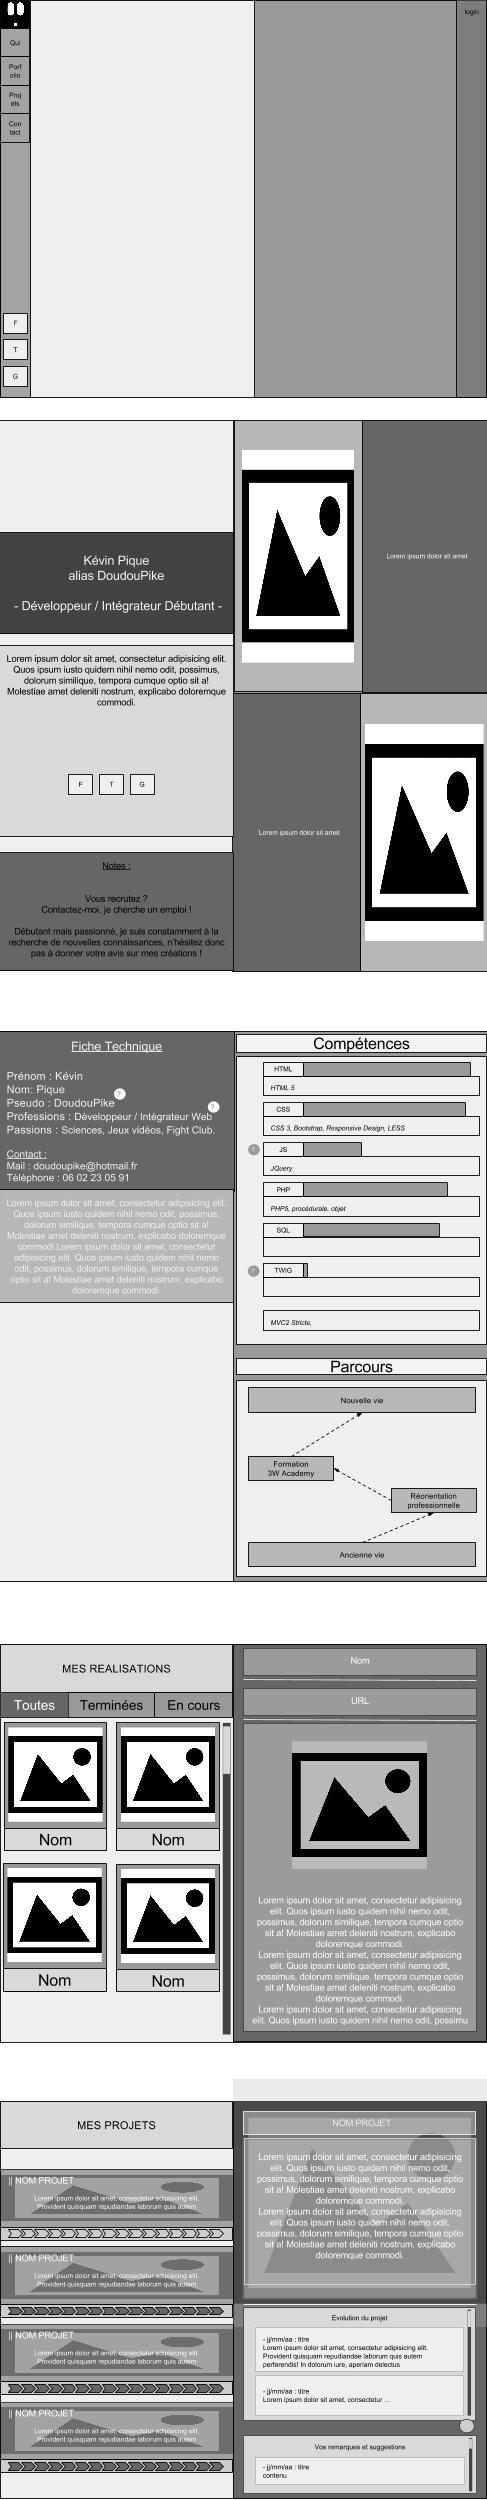 login
Qui
Porf
olio
Proj
ets
Con
tact
F
T
G
Kévin Pique
alias DoudouPike
- Développeur / Intégrateur Débutant -
Lorem ipsum dolor sit amet, consectetur adipisicing elit.
Quos ipsum iusto quidem nihil nemo odit, possimus,
dolorum similique, tempora cumque optio sit a!
Molestiae amet deleniti nostrum, explicabo doloremque
commodi.
F T G
Notes :
Vous recrutez ?
Contactez-moi, je cherche un emploi !
Débutant mais passionné, je suis constamment à la
recherche de nouvelles connaissances, n'hésitez donc
pas à donner votre avis sur mes créations !
Lorem ipsum dolor sit amet
Lorem ipsum dolor sit amet
Fiche Technique
Prénom : Kévin
Nom: Pique
Pseudo : DoudouPike ?
Professions : Développeur / Intégrateur Web ?
Passions : Sciences, Jeux vidéos, Fight Club.
Contact :
Mail : doudoupike@hotmail.fr
Téléphone : 06 02 23 05 91
Lorem ipsum dolor sit amet, consectetur adipisicing elit.
Quos ipsum iusto quidem nihil nemo odit, possimus,
dolorum similique, tempora cumque optio sit a!
Molestiae amet deleniti nostrum, explicabo doloremque
commodi.Lorem ipsum dolor sit amet, consectetur
adipisicing elit. Quos ipsum iusto quidem nihil nemo
odit, possimus, dolorum similique, tempora cumque
optio sit a! Molestiae amet deleniti nostrum, explicabo
doloremque commodi.
Compétences
HTML
HTML 5
CSS
CSS 3, Bootstrap, Responsive Design, LESS
? JS
JQuery
PHP
PHP5, procédurale, objet
SQL
? TWIG
MVC2 Stricte,
Parcours
Nouvelle vie
Formation
3W Academy
Réorientation
professionnelle
Ancienne vie
MES REALISATIONS
Toutes Terminées En cours
Nom Nom
Nom Nom
Nom
URL
Lorem ipsum dolor sit amet, consectetur adipisicing
elit. Quos ipsum iusto quidem nihil nemo odit,
possimus, dolorum similique, tempora cumque optio
sit a! Molestiae amet deleniti nostrum, explicabo
doloremque commodi.
Lorem ipsum dolor sit amet, consectetur adipisicing
elit. Quos ipsum iusto quidem nihil nemo odit,
possimus, dolorum similique, tempora cumque optio
sit a! Molestiae amet deleniti nostrum, explicabo
doloremque commodi.
Lorem ipsum dolor sit amet, consectetur adipisicing
elit. Quos ipsum iusto quidem nihil nemo odit, possimu
MES PROJETS
|| NOM PROJET
Lorem ipsum dolor sit amet, consectetur adipisicing elit.
Provident quisquam repudiandae laborum quis autem
|| NOM PROJET
Lorem ipsum dolor sit amet, consectetur adipisicing elit.
Provident quisquam repudiandae laborum quis autem
|| NOM PROJET
Lorem ipsum dolor sit amet, consectetur adipisicing elit.
Provident quisquam repudiandae laborum quis autem
|| NOM PROJET
Lorem ipsum dolor sit amet, consectetur adipisicing elit.
Provident quisquam repudiandae laborum quis autem
NOM PROJET
Lorem ipsum dolor sit amet, consectetur adipisicing
elit. Quos ipsum iusto quidem nihil nemo odit,
possimus, dolorum similique, tempora cumque optio
sit a! Molestiae amet deleniti nostrum, explicabo
doloremque commodi.
Lorem ipsum dolor sit amet, consectetur adipisicing
elit. Quos ipsum iusto quidem nihil nemo odit,
possimus, dolorum similique, tempora cumque optio
sit a! Molestiae amet deleniti nostrum, explicabo
doloremque commodi.
Evolution du projet
- jj/mm/aa : titre
Lorem ipsum dolor sit amet, consectetur adipisicing elit.
Provident quisquam repudiandae laborum quis autem
perferendis! In dolorum iure, aperiam delectus
- jj/mm/aa : titre
Lorem ipsum dolor sit amet, consectetur ...
Vos remarques et suggestions
- jj/mm/aa : titre
contenu